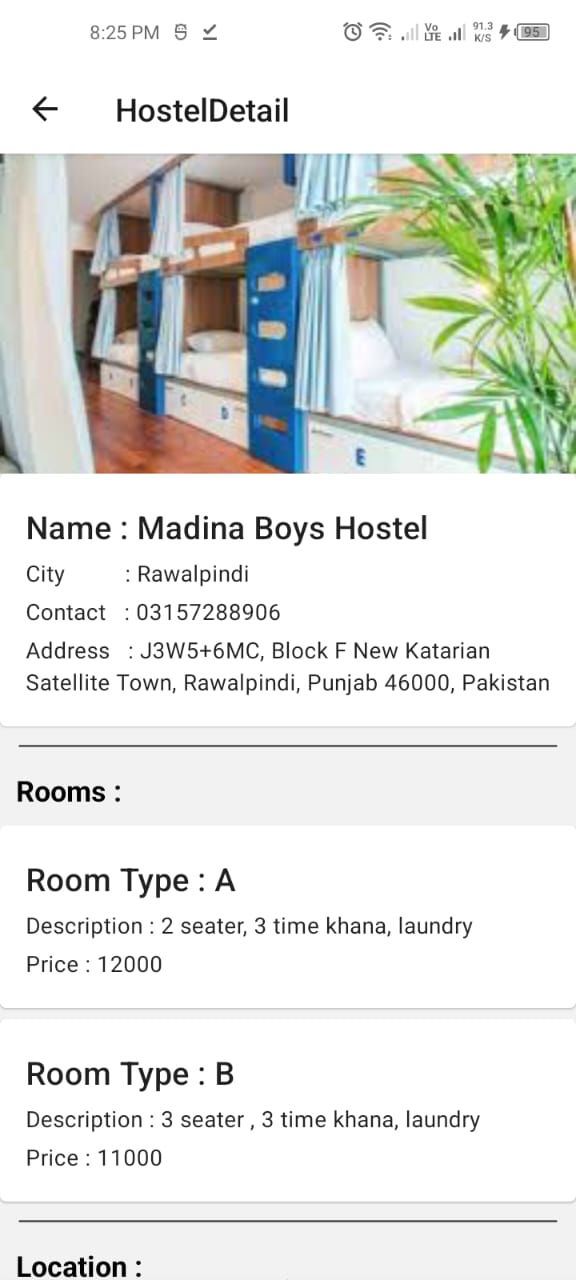 8:25 PM
Vo LTE
91.3 K/S
95
HostelDetail
C
D
E
Name : Madina Boys Hostel
City : Rawalpindi
Contact : 03157288906
Address : J3W5+6MC, Block F New Katarian
Satellite Town, Rawalpindi, Punjab 46000, Pakistan
Rooms :
Room Type : A
Description : 2 seater, 3 time khana, laundry
Price : 12000
Room Type : B
Description : 3 seater , 3 time khana, laundry
Price : 11000
Location :